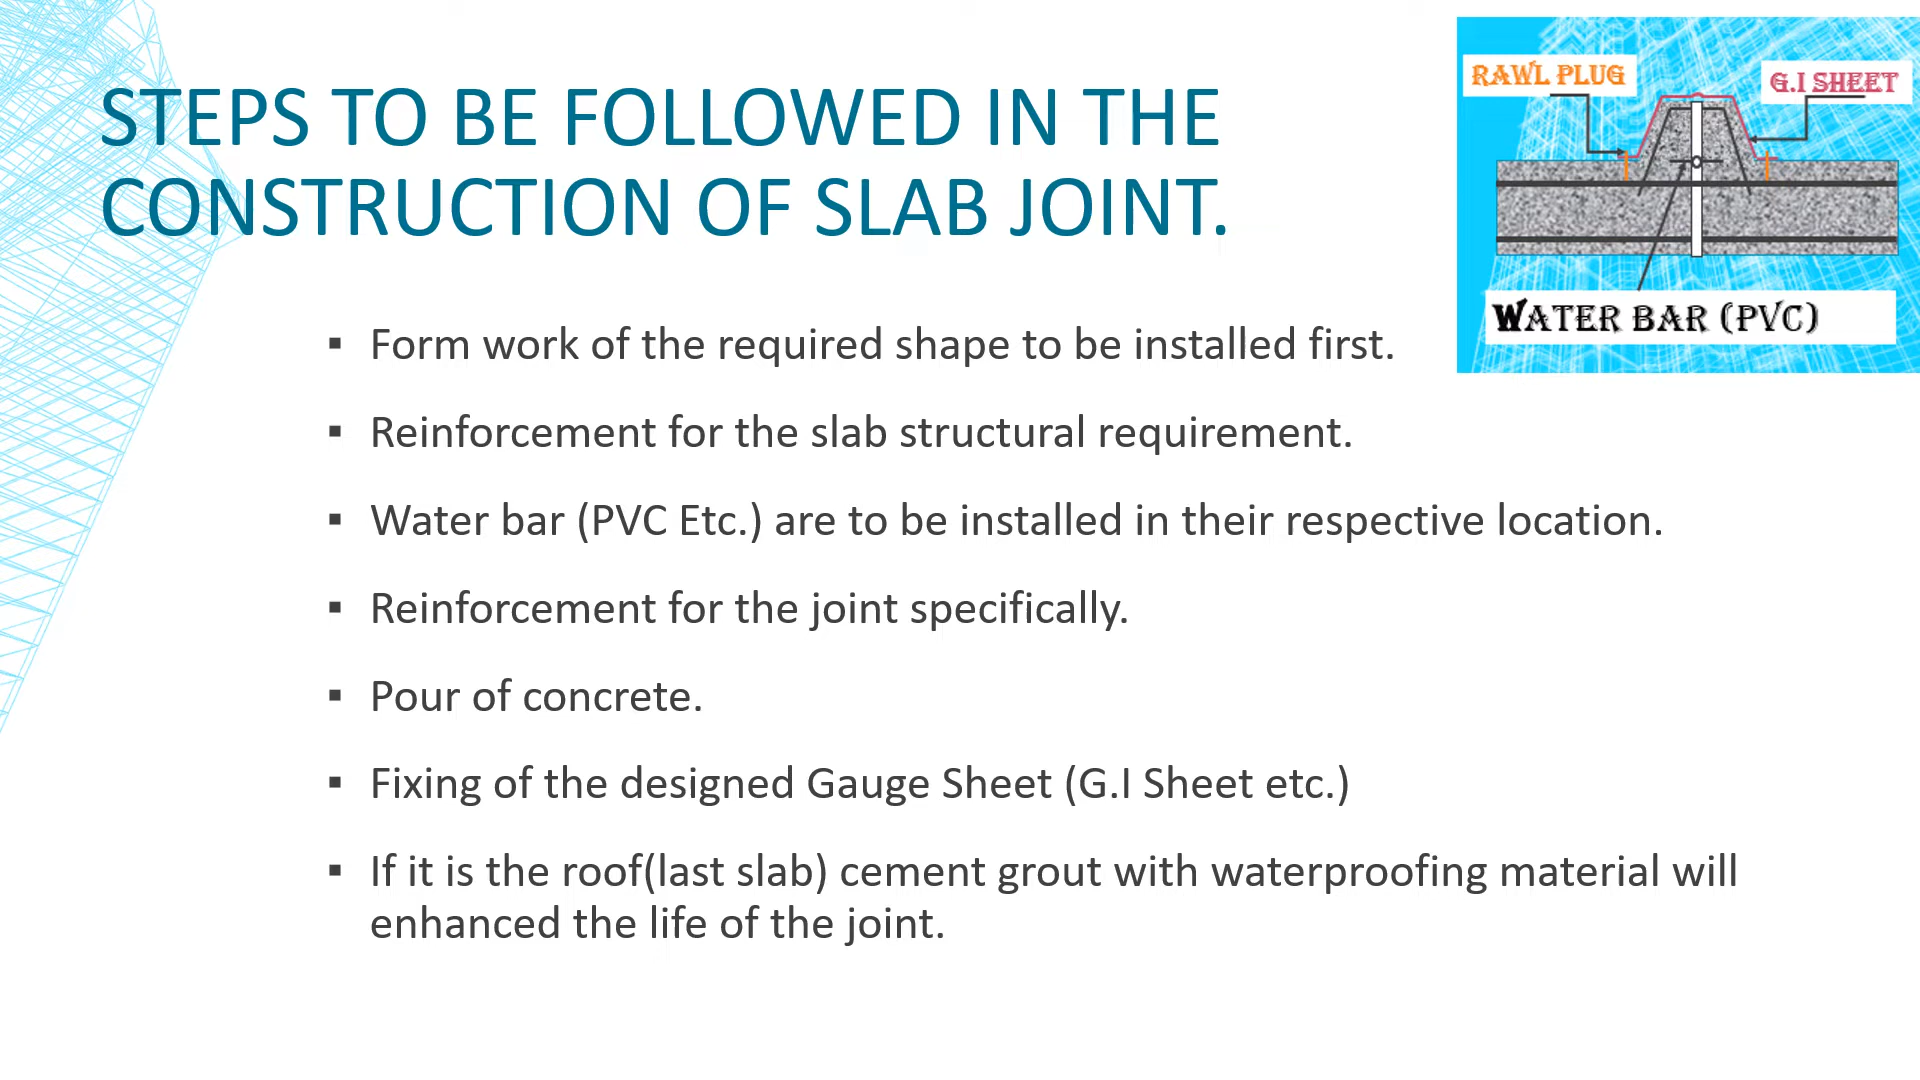 STEPS TO BE FOLLOWED IN THE
CONSTRUCTION OF SLAB JOINT.
RAWL PLUG
G.I SHEET
WATER BAR (PVC)
▪ Form work of the required shape to be installed first.
▪ Reinforcement for the slab structural requirement.
▪ Water bar (PVC Etc.) are to be installed in their respective location.
▪ Reinforcement for the joint specifically.
▪ Pour of concrete.
▪ Fixing of the designed Gauge Sheet (G.I Sheet etc.)
▪ If it is the roof(last slab) cement grout with waterproofing material will
enhanced the life of the joint.